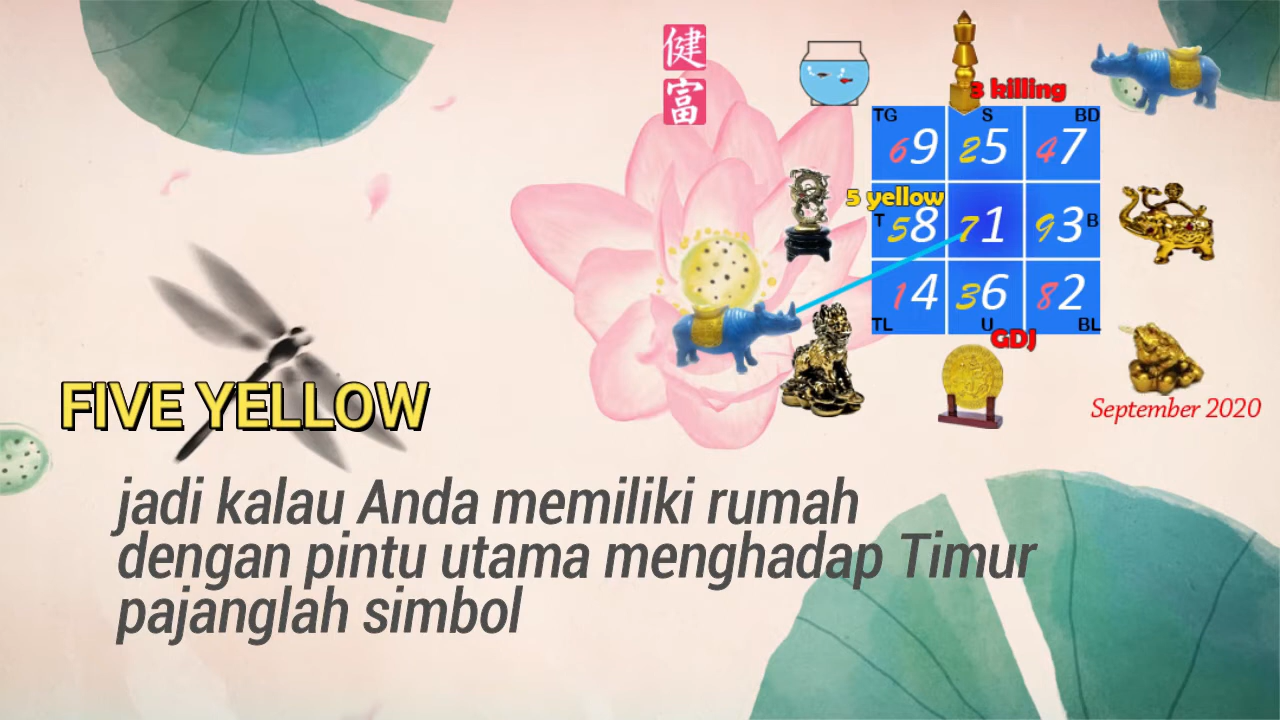 健
富
3 killing
TG S BD
69 25 47
5 yellow
T 58 71 93 B
14 36 82
TL U BL
GDJ
September 2020
FIVE YELLOW
jadi kalau Anda memiliki rumah
dengan pintu utama menghadap Timur
pajanglah simbol